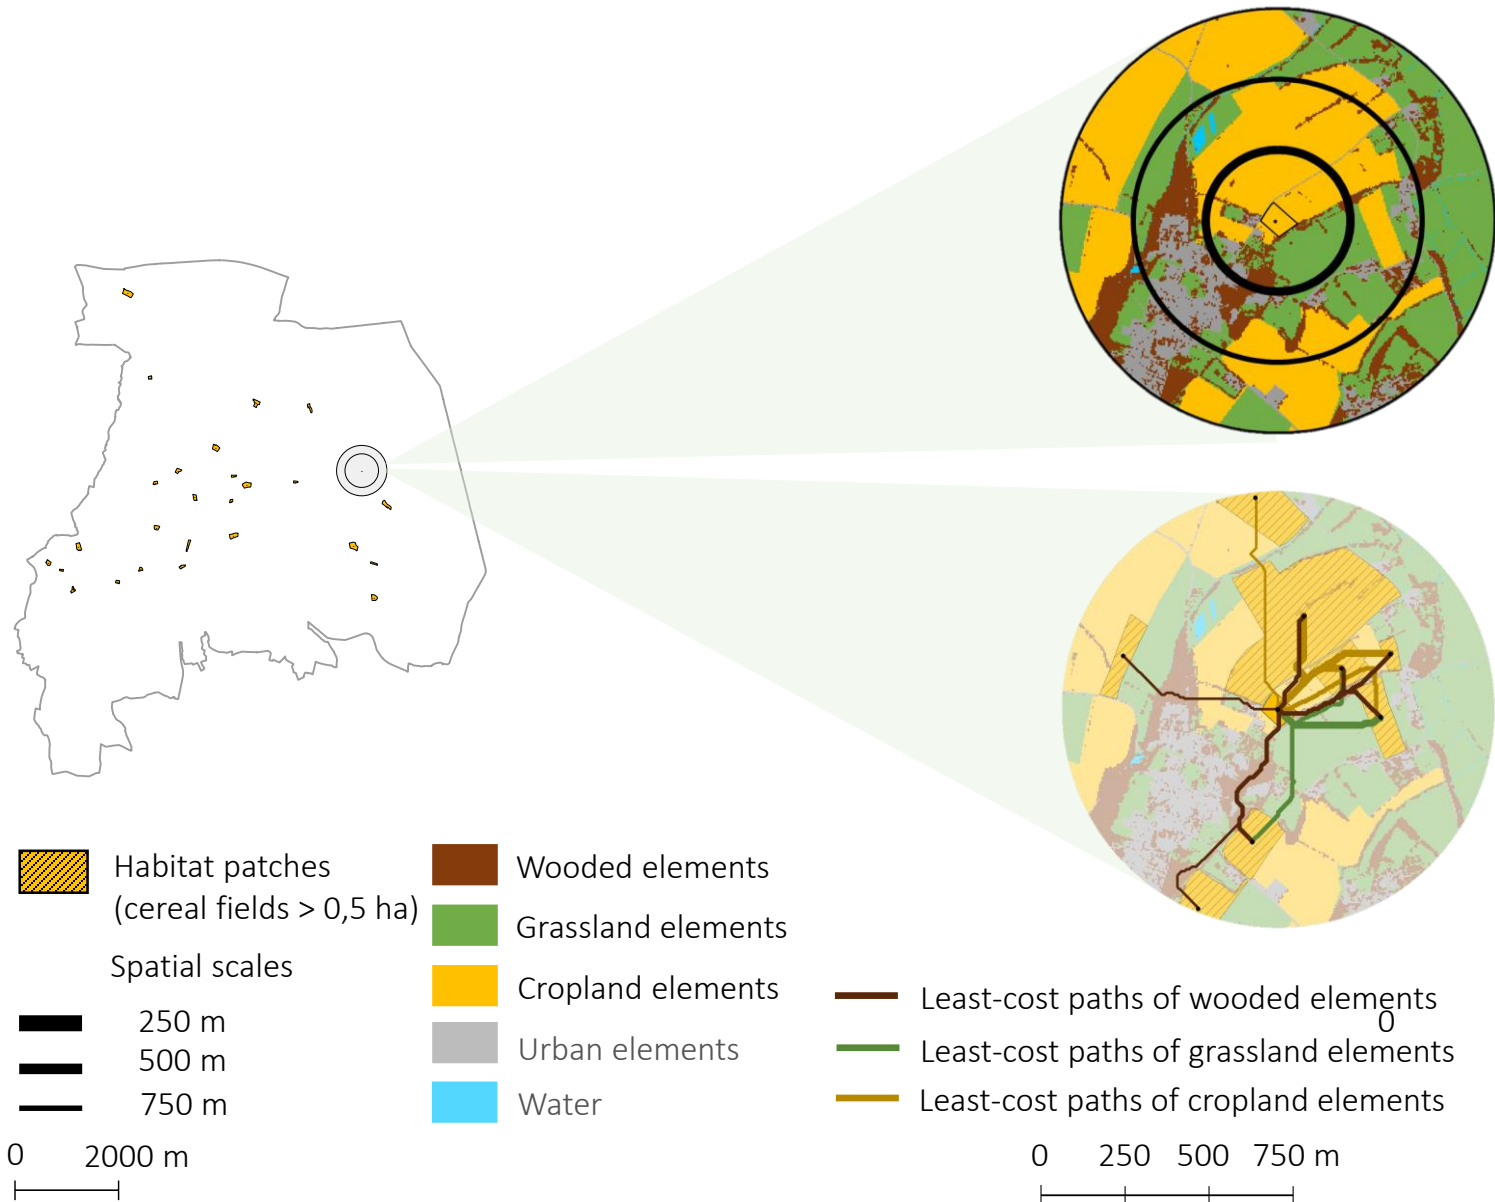 Habitat patches
(cereal fields > 0,5 ha)
Spatial scales
250 m
500 m
750 m
0 2000 m
Wooded elements
Grassland elements
Cropland elements
Urban elements
Water
Least-cost paths of wooded elements
0
Least-cost paths of grassland elements
Least-cost paths of cropland elements
0 250 500 750 m